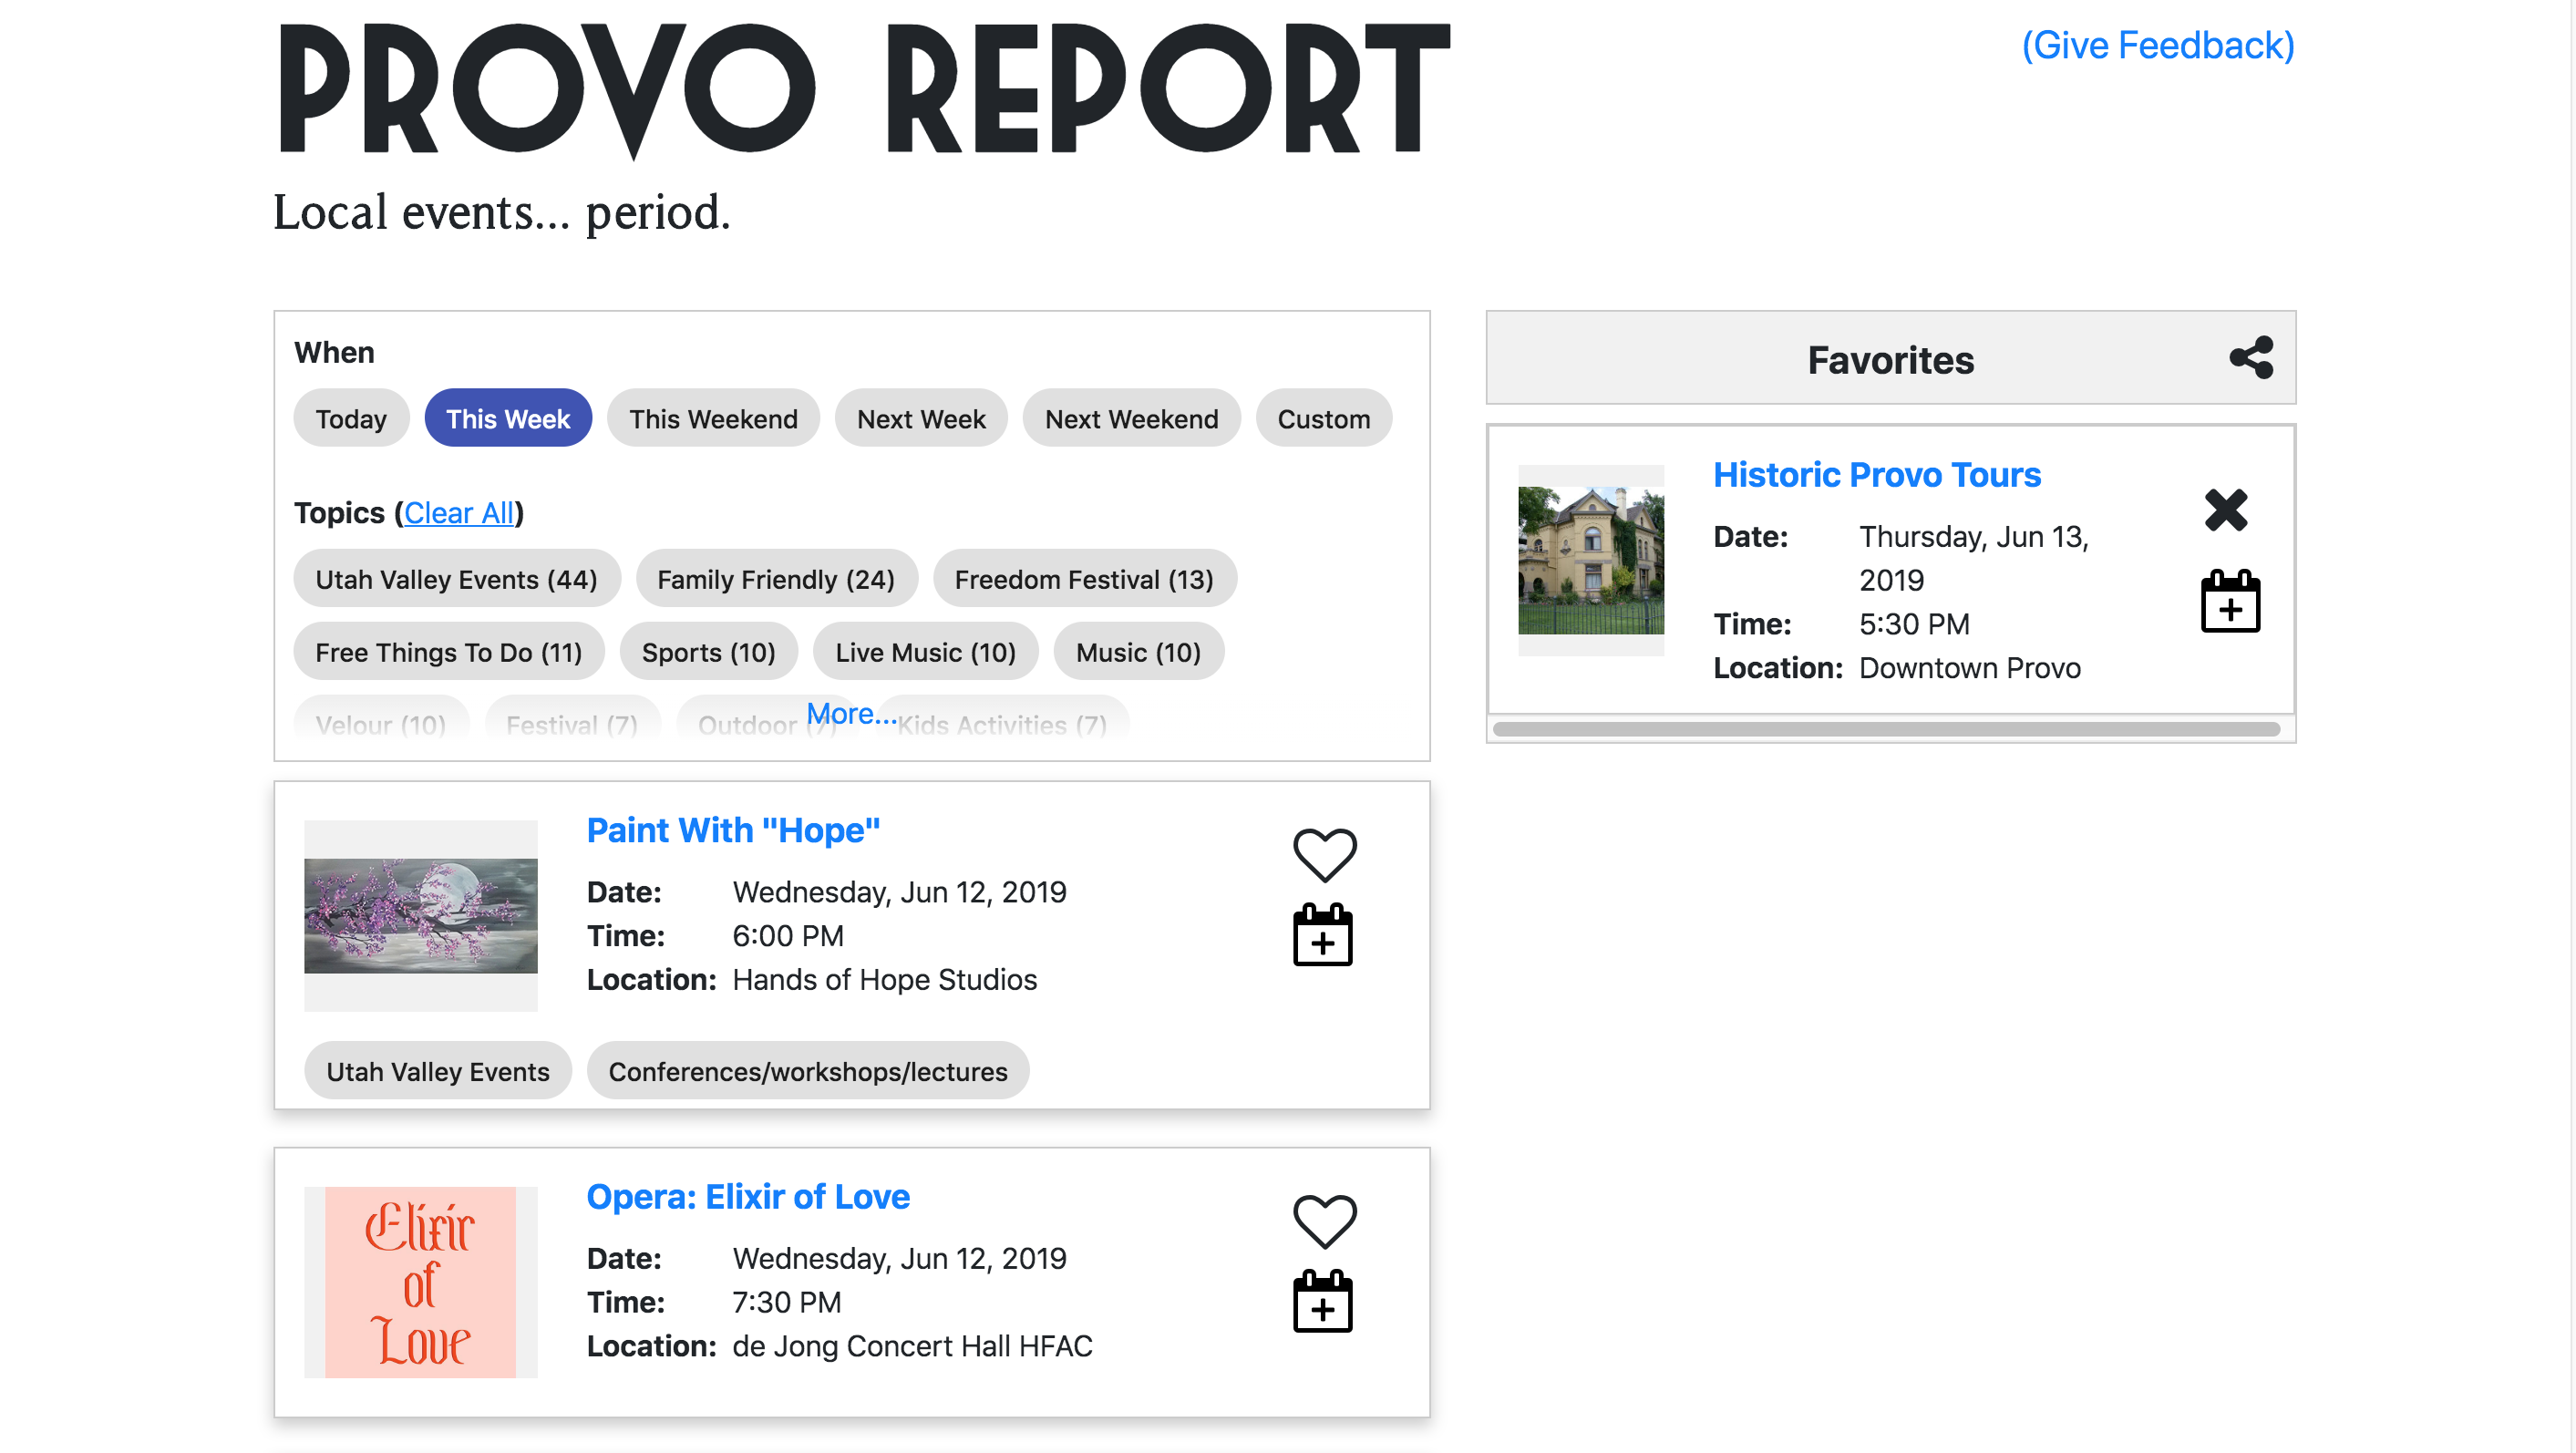 PROVO REPORT
(Give Feedback)
Local events... period.
When
Today
This Week
This Weekend
Next Week
Next Weekend
Custom
Topics (Clear All)
Utah Valley Events (44)
Family Friendly (24)
Freedom Festival (13)
Free Things To Do (11)
Sports (10)
Live Music (10)
Music (10)
Velour (10)
Festival (7)
Outdoor (7)
More...
Kids Activities (7)
Paint With "Hope"
Date: Wednesday, Jun 12, 2019
Time: 6:00 PM
Location: Hands of Hope Studios
Utah Valley Events
Conferences/workshops/lectures
Elixir
of
Love
Opera: Elixir of Love
Date: Wednesday, Jun 12, 2019
Time: 7:30 PM
Location: de Jong Concert Hall HFAC
Favorites
Historic Provo Tours
Date: Thursday, Jun 13,
2019
Time: 5:30 PM
Location: Downtown Provo